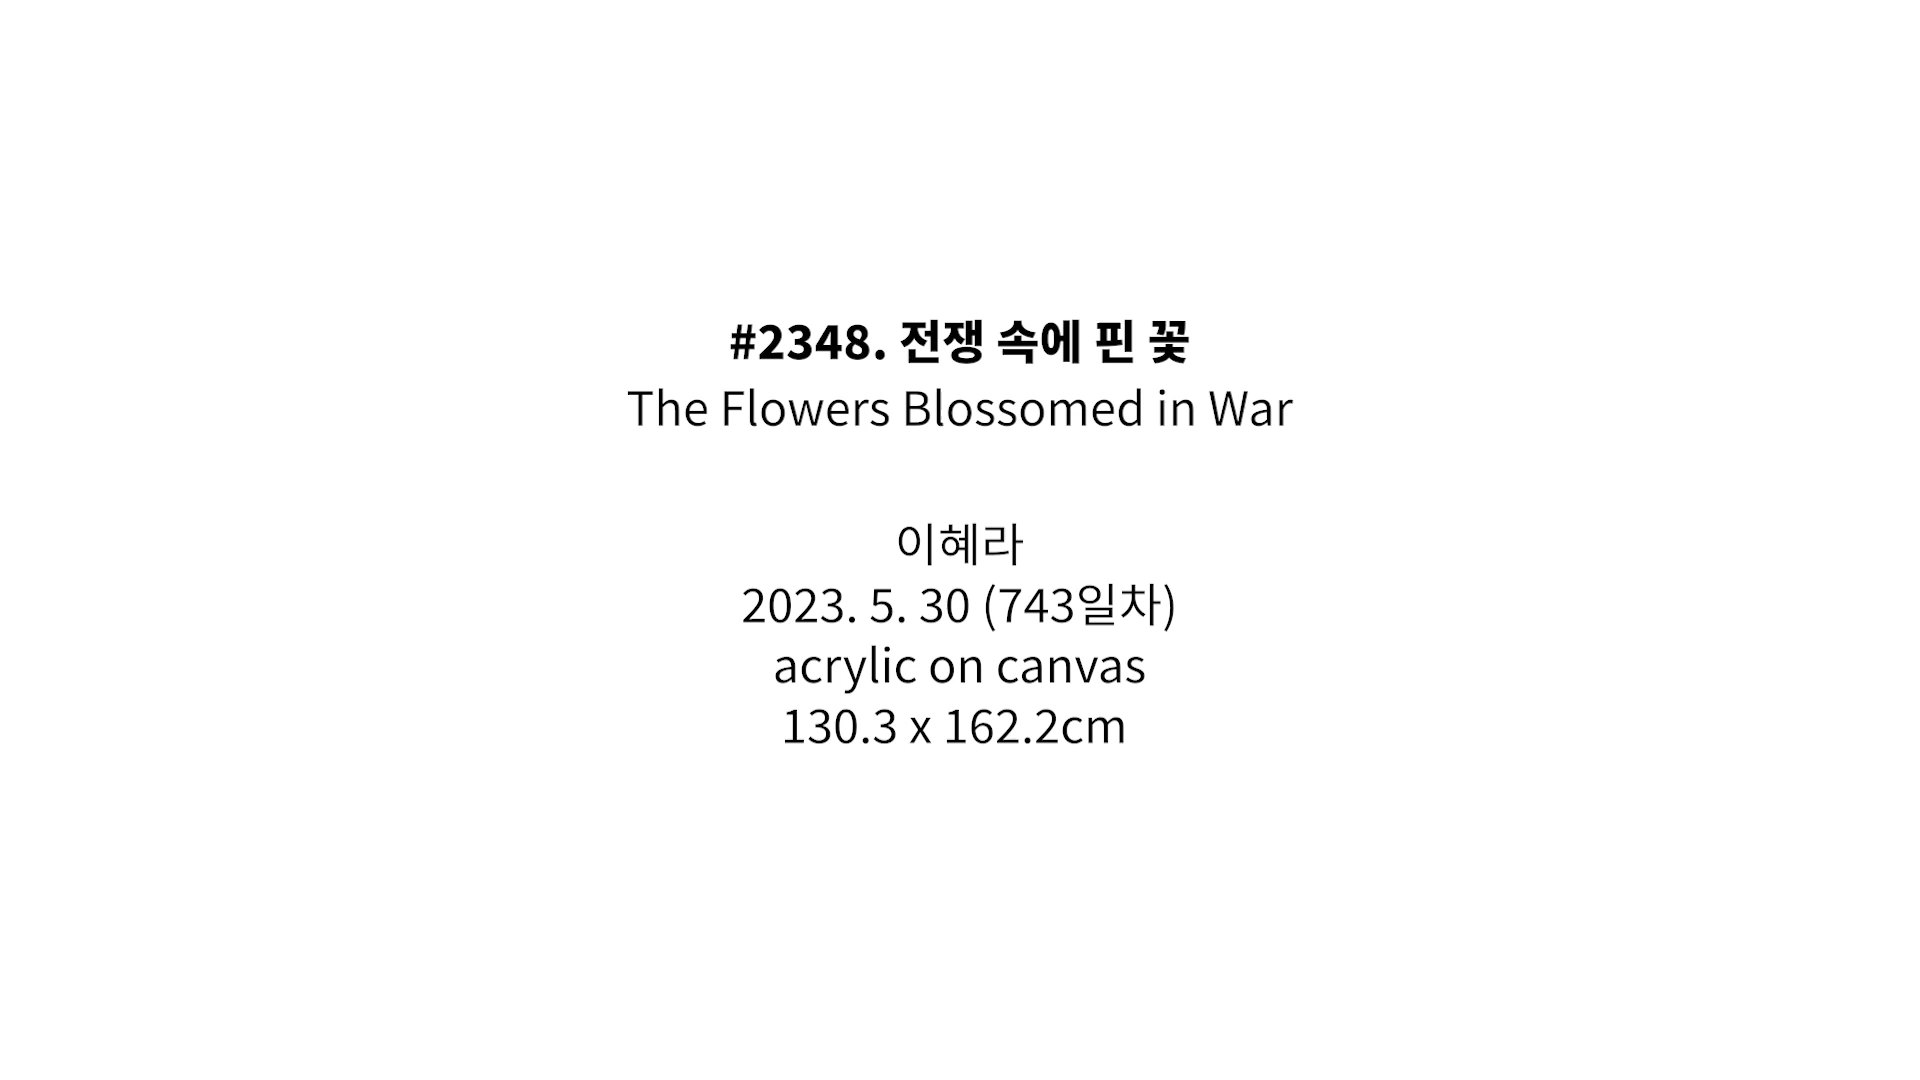 #2348. 전쟁 속에 핀 꽃
The Flowers Blossomed in War
이혜라
2023. 5. 30 (743일차)
acrylic on canvas
130.3 x 162.2cm